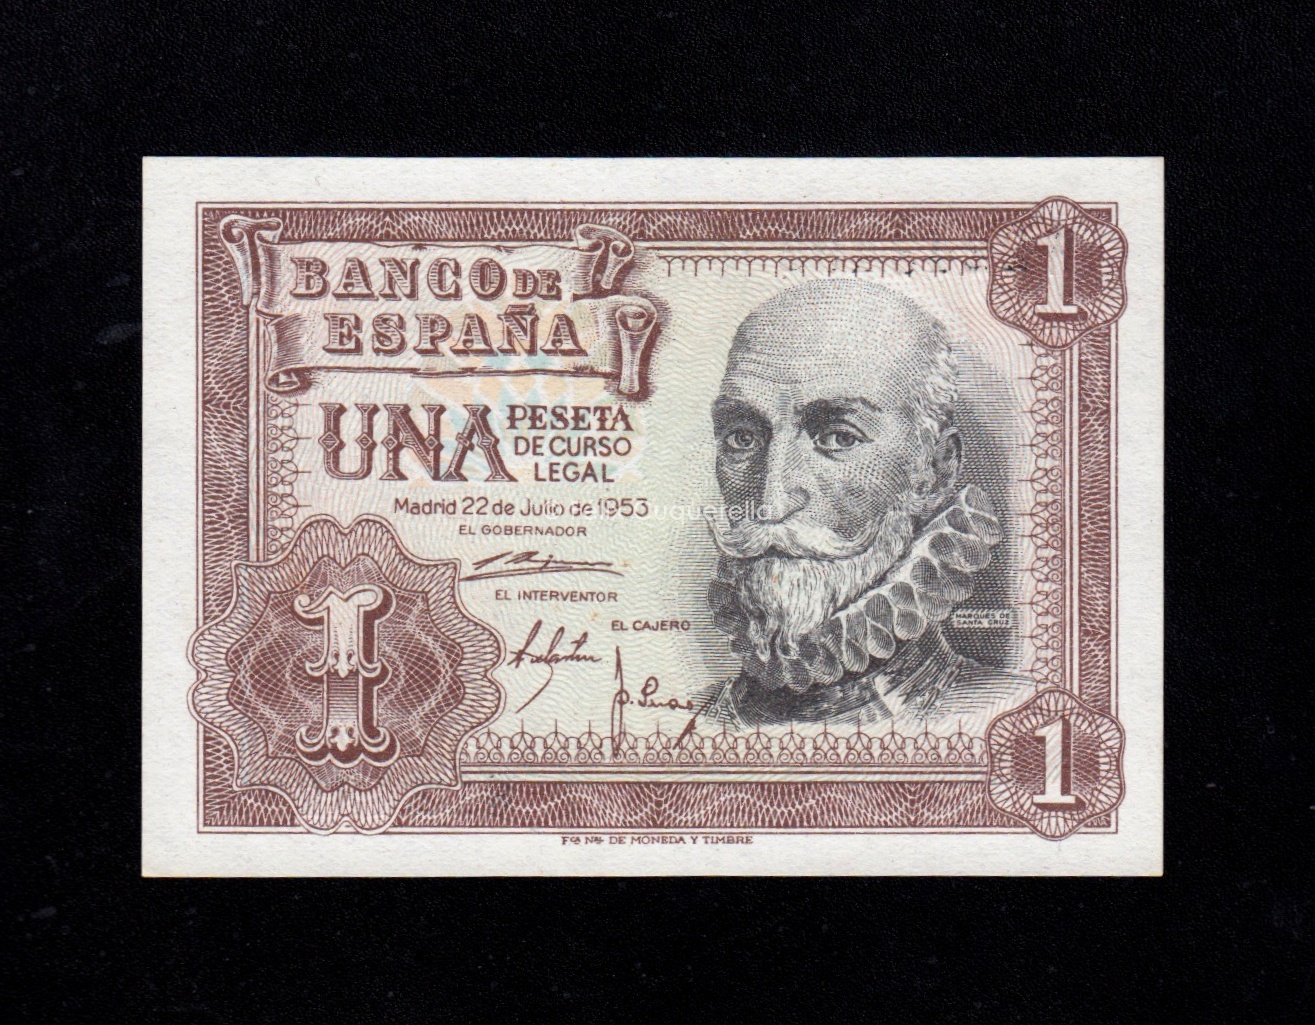 BANCO DE
ESPAÑA
UNA PESETA
DE CURSO
LEGAL
Madrid 22 de Julio de 1953
EL GOBERNADOR
EL INTERVENTOR
EL CAJERO
MARQUES DE
SANTA CRUZ
1
1
1
Fca. Nal. DE MONEDA Y TIMBRE